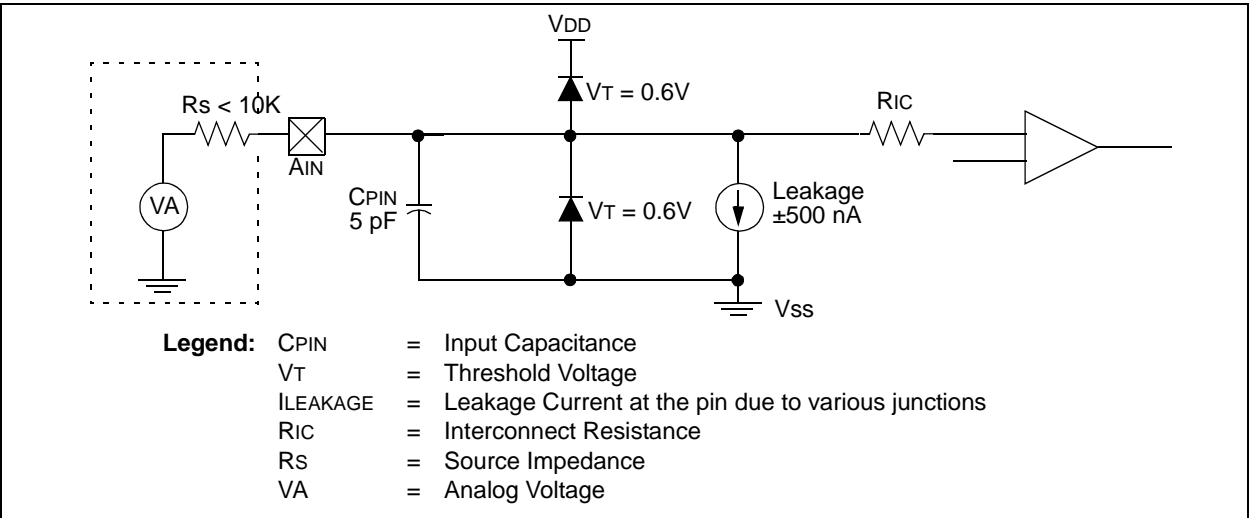 VDD
VT = 0.6V
RS < 10K
RIC
AIN
CPIN
5 pF
VA
VT = 0.6V
Leakage
±500 nA
VSS
Legend: CPIN = Input Capacitance
VT = Threshold Voltage
ILEAKAGE = Leakage Current at the pin due to various junctions
RIC = Interconnect Resistance
RS = Source Impedance
VA = Analog Voltage